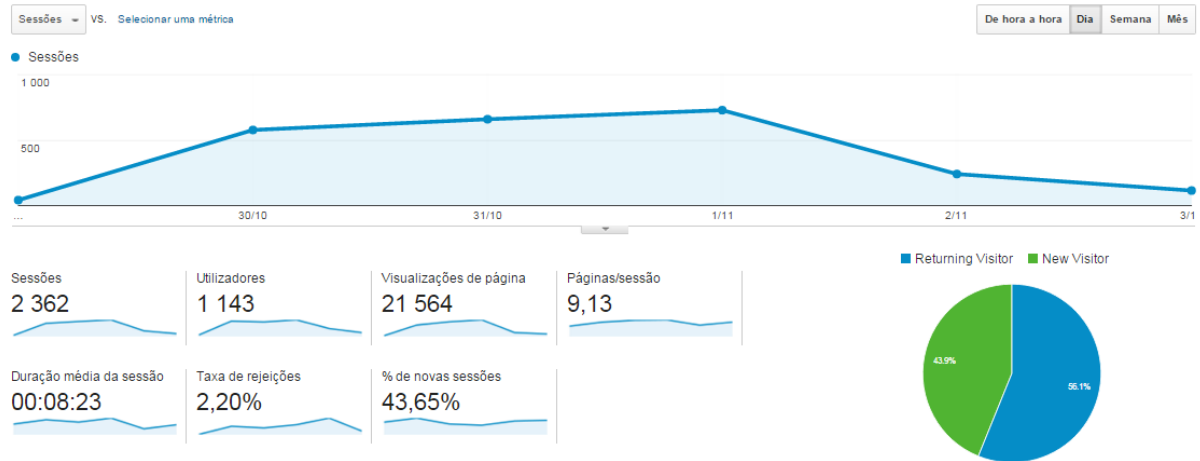 Sessões VS. Selecionar uma métrica De hora a hora Dia Semana Mês
Sessões
1 000
500
... 30/10 31/10 1/11 2/11 3/1
Returning Visitor New Visitor
Sessões Utilizadores Visualizações de página Páginas/sessão
2 362 1 143 21 564 9,13
43.9%
56.1%
Duração média da sessão Taxa de rejeições % de novas sessões
00:08:23 2,20% 43,65%